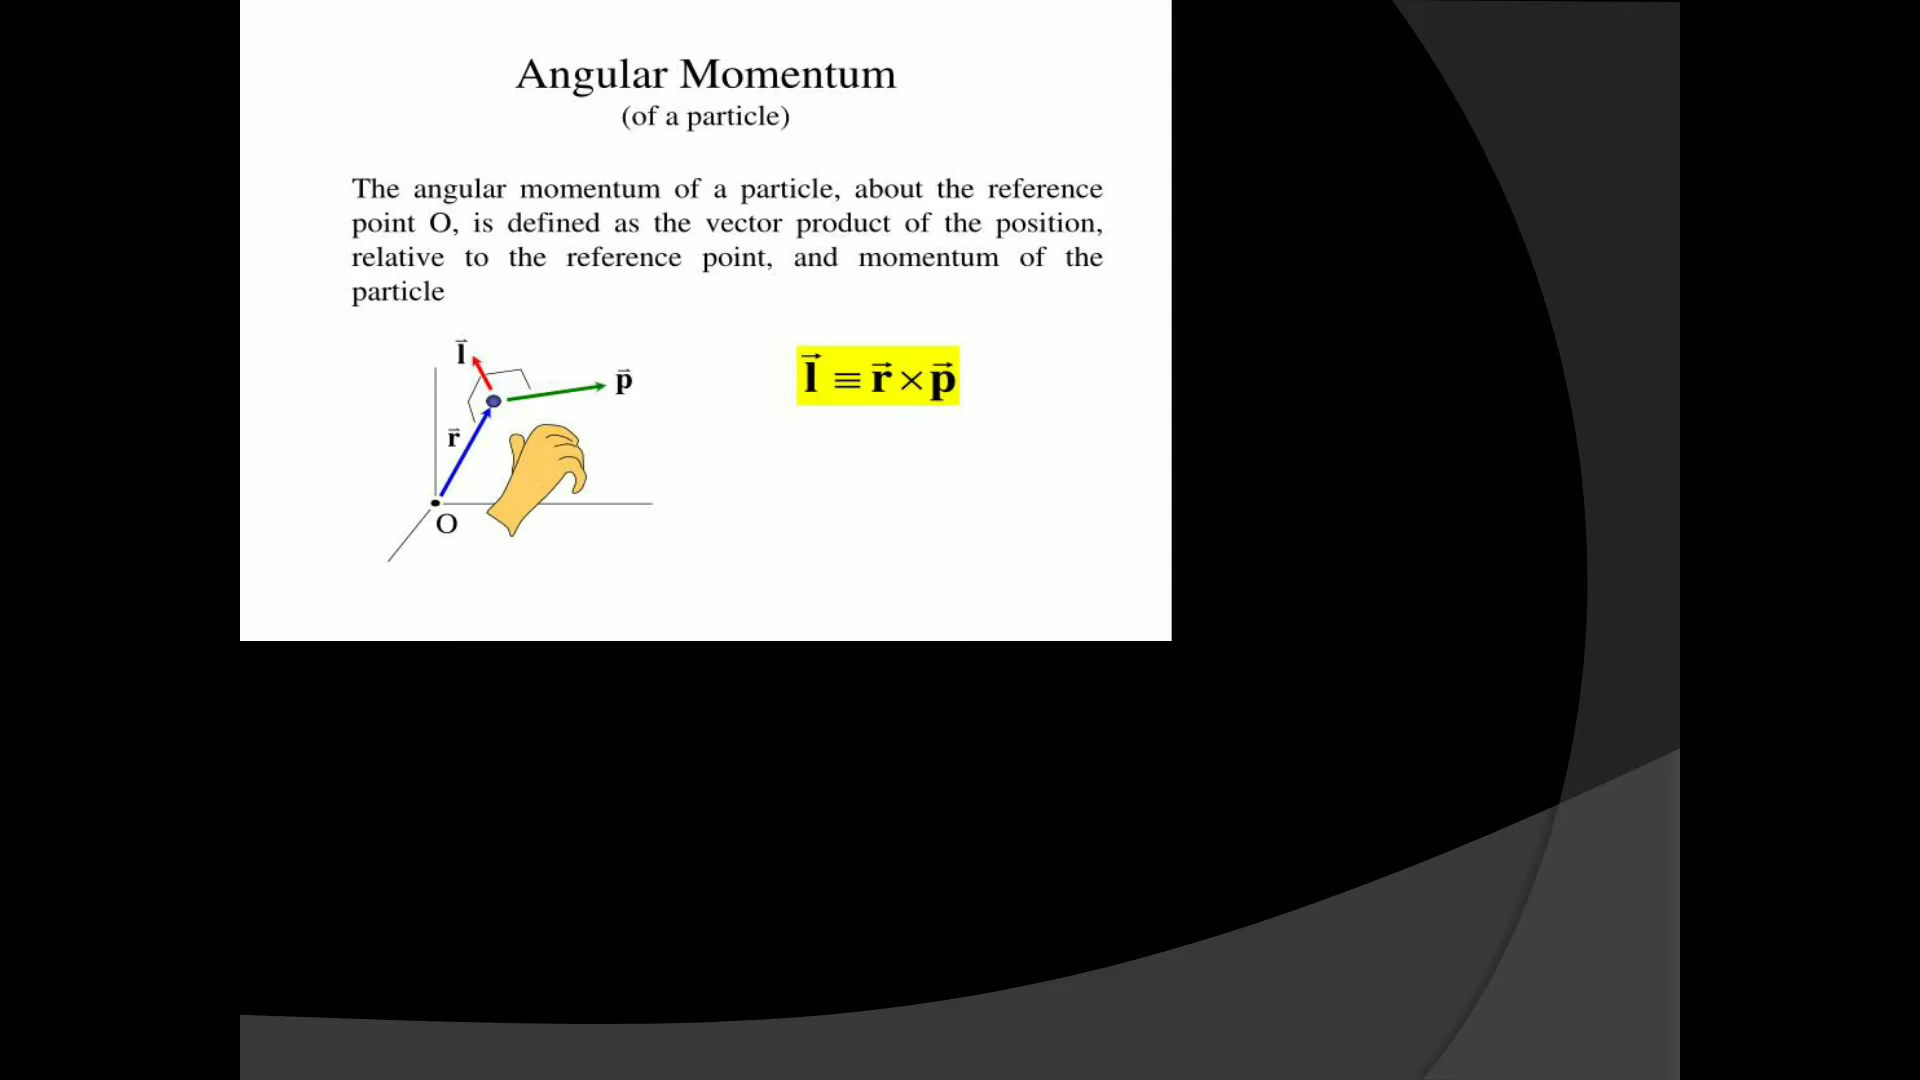 Angular Momentum
(of a particle)
The angular momentum of a particle, about the reference
point O, is defined as the vector product of the position,
relative to the reference point, and momentum of the
particle
l⃗
p⃗
l⃗ ≡ r⃗ × p⃗
r⃗
O